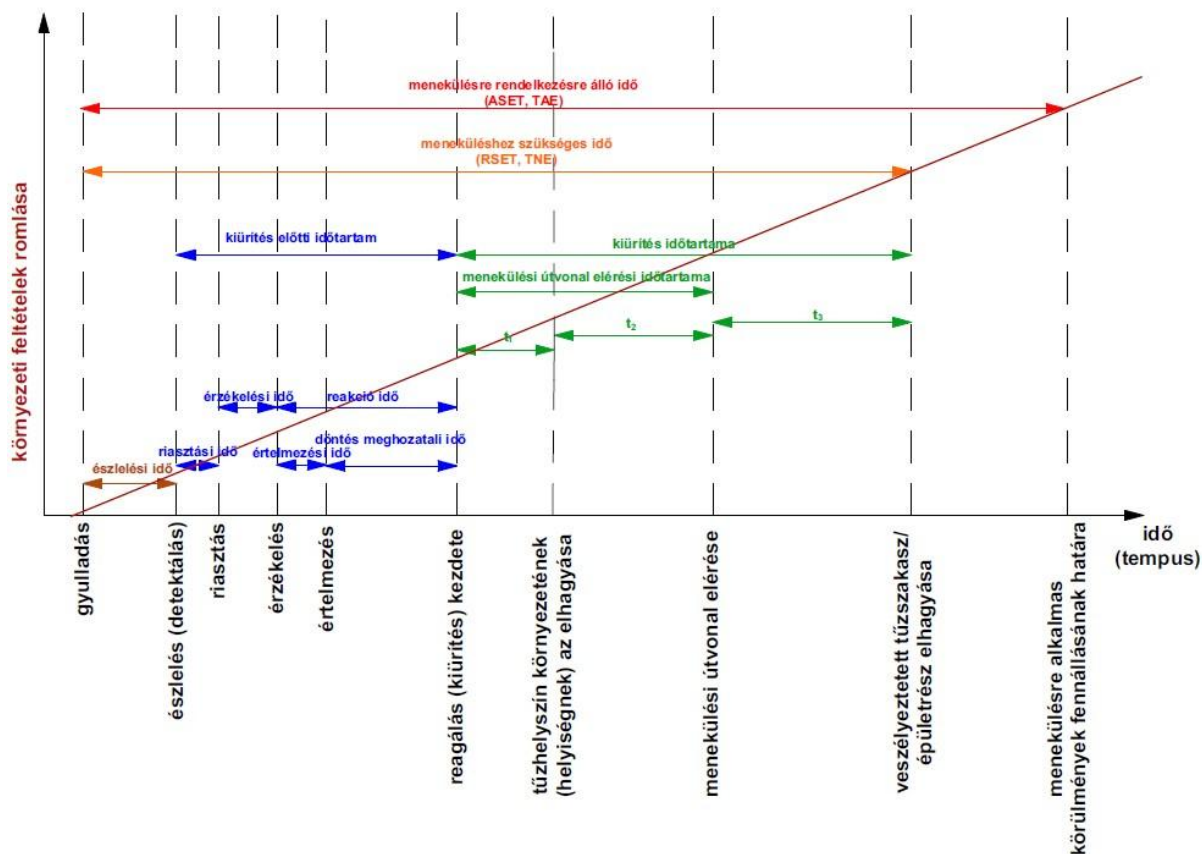 környezeti feltételek romlása
menekülésre rendelkezésre álló idő
(ASET, TAE)
meneküléshez szükséges idő
(RSET, TNE)
kiürítés előtti időtartam
kiürítés időtartama
menekülési útvonal elérési időtartama
t₁
t₂
t₃
érzékelési idő
reakció idő
riasztási idő
értelmezési idő
döntés meghozatali idő
észlelési idő
idő
(tempus)
gyulladás
észlelés (detektálás)
riasztás
érzékelés
értelmezés
reagálás (kiürítés) kezdete
tűzhelyszín környezetének
(helyiségnek) az elhagyása
menekülési útvonal elérése
veszélyeztetett tűzszakasz/
épületrész elhagyása
menekülésre alkalmas
körülmények fennállásának határa